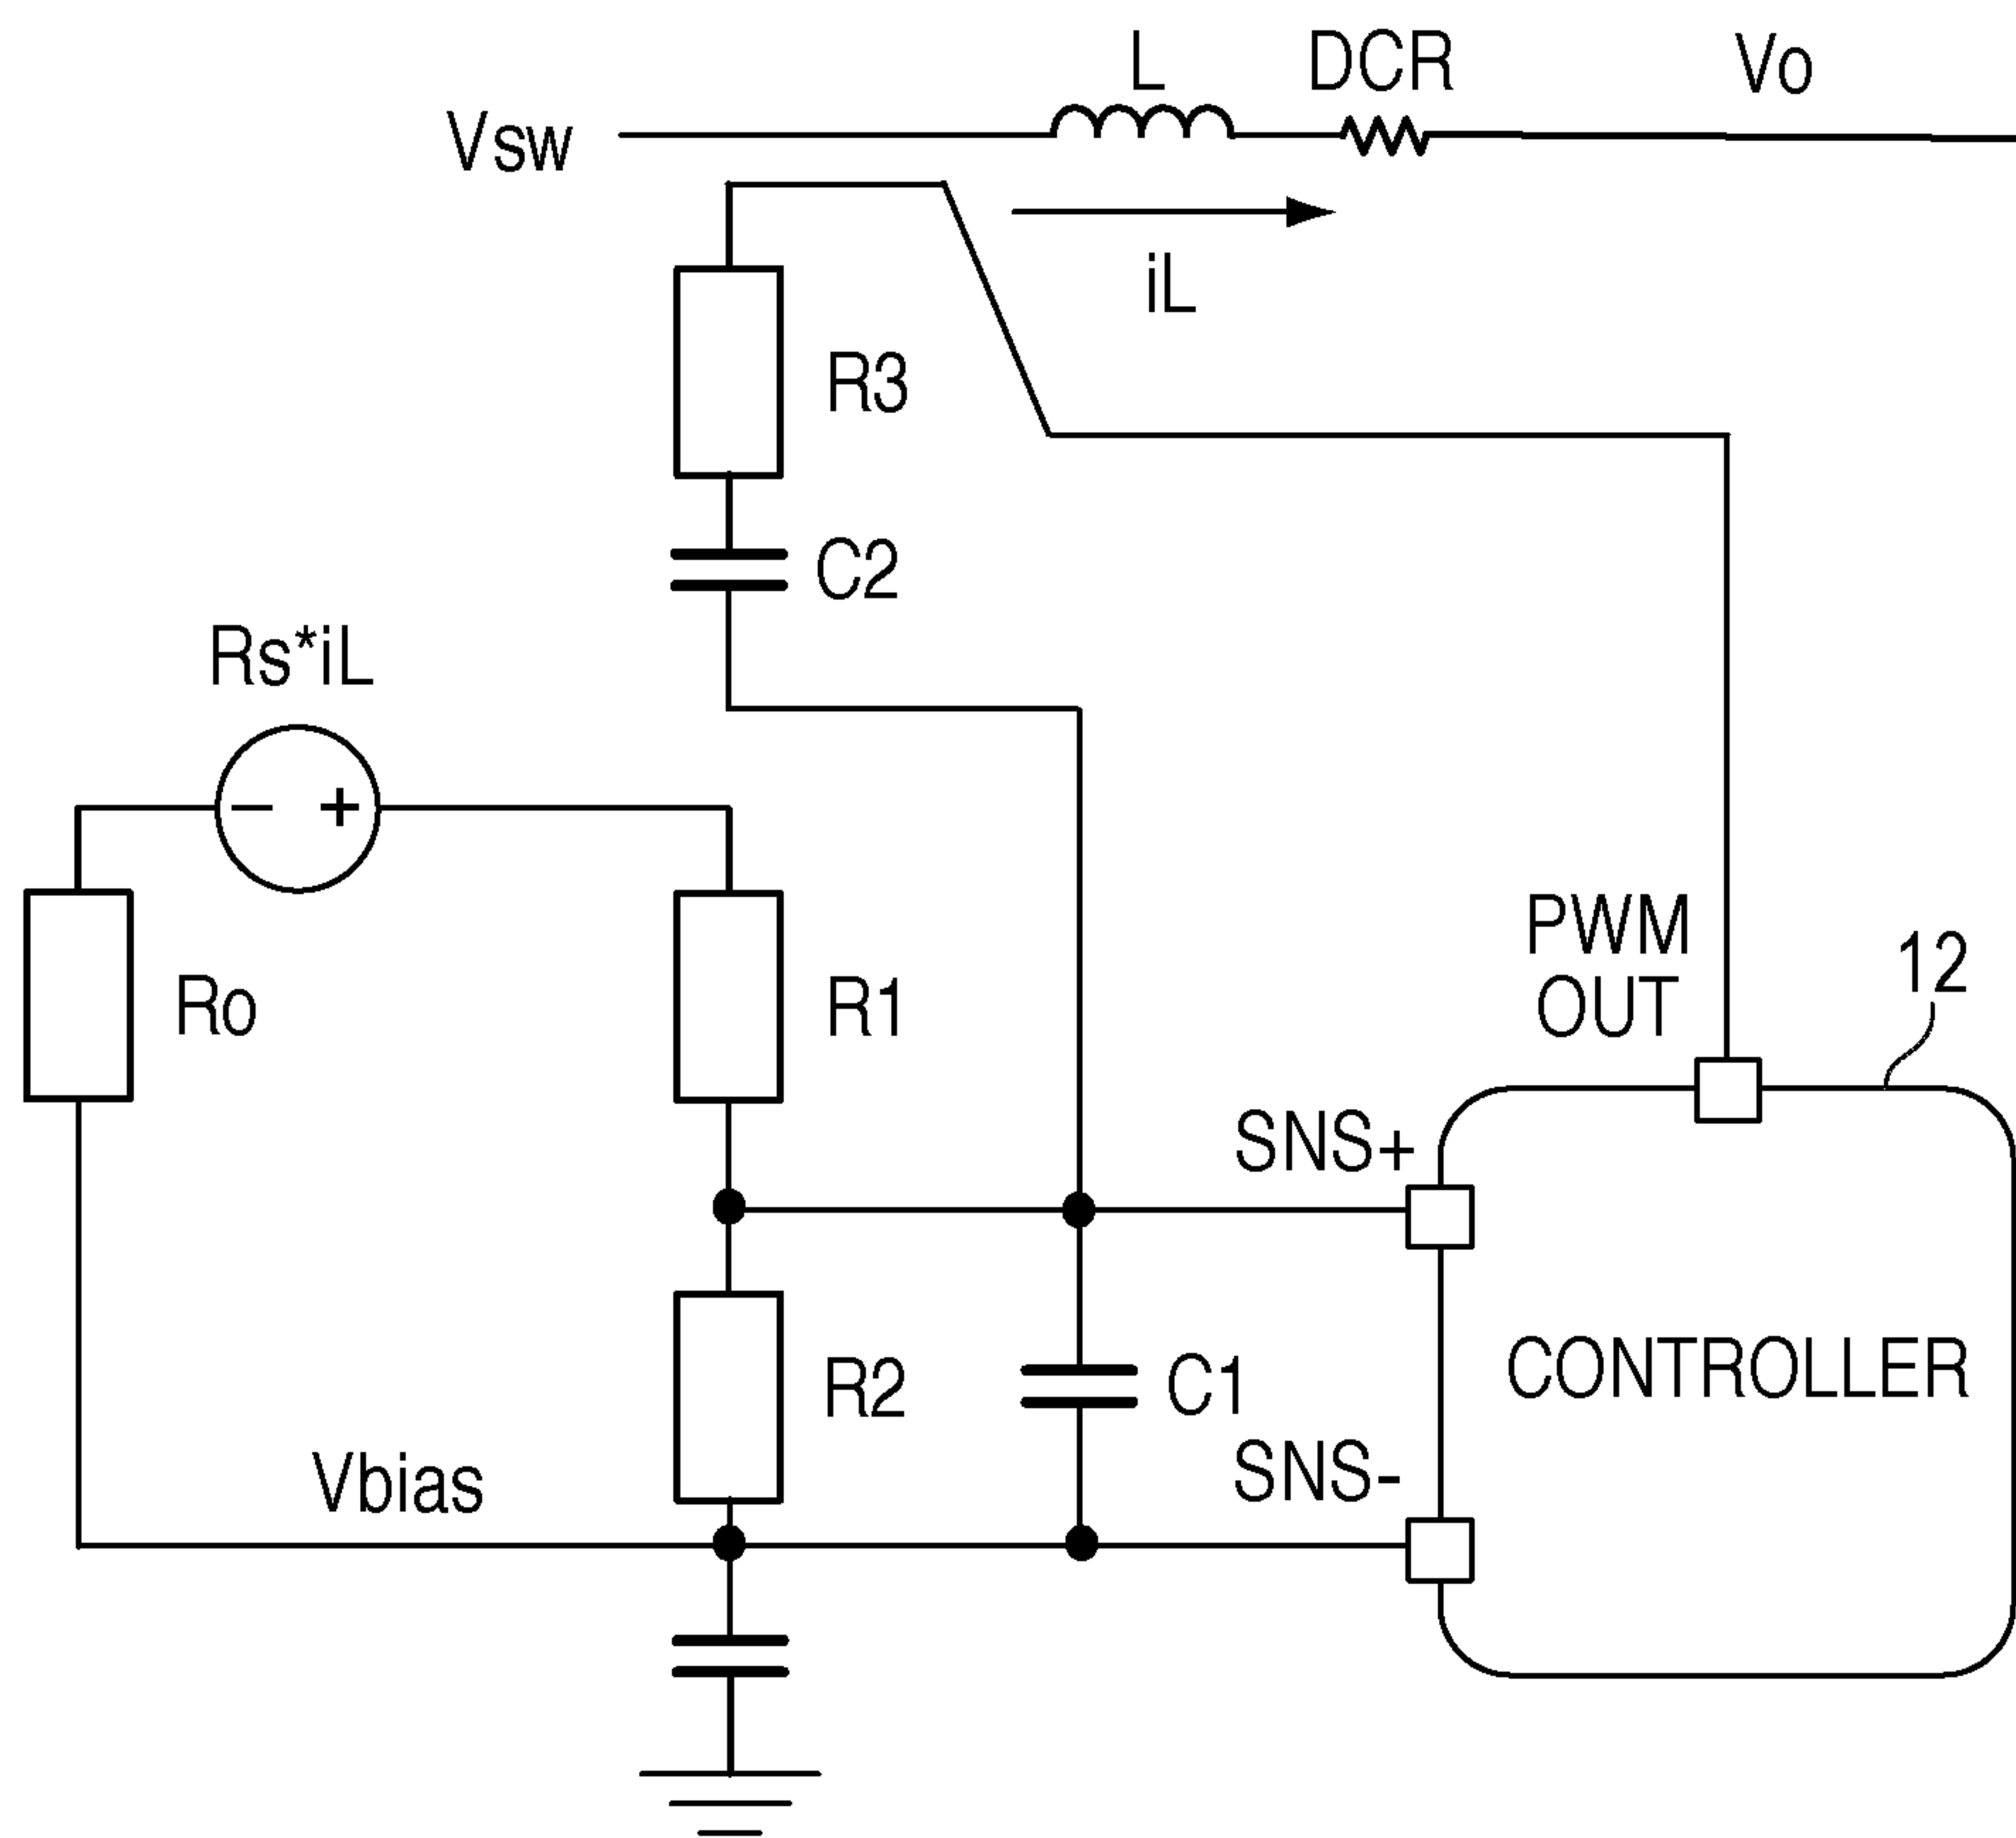 L
DCR
Vo
Vsw
iL
R3
C2
Rs*iL
− +
Ro
R1
PWM
OUT
12
SNS+
CONTROLLER
R2
C1
SNS-
Vbias